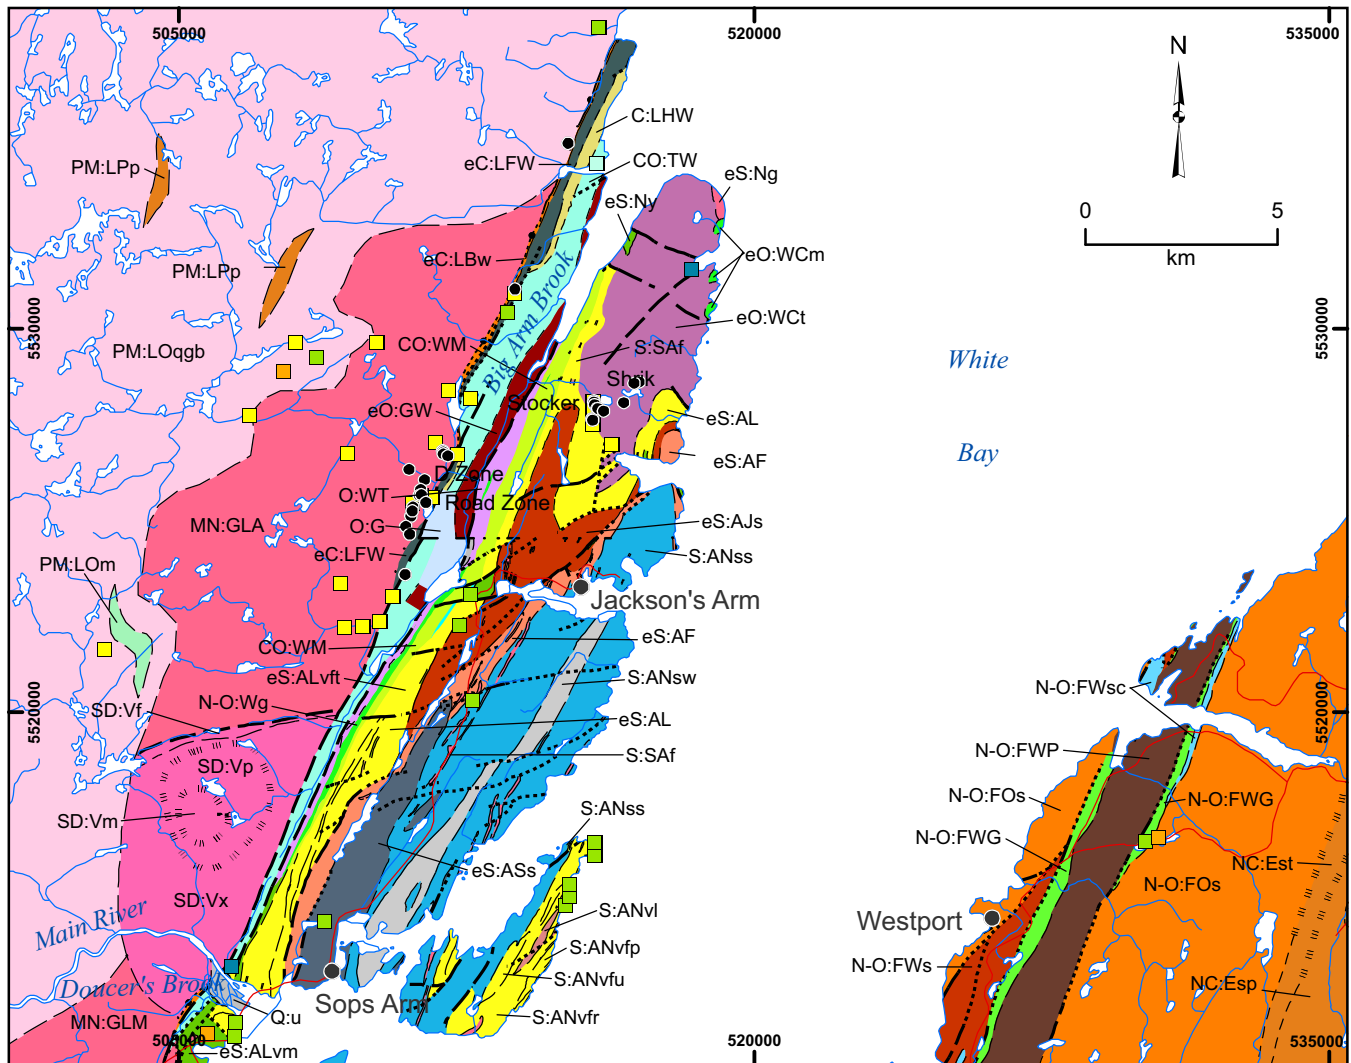 505000
520000
535000
N
C:LHW
eC:LFW
CO:TW
PM:LPp
eS:Ng
eS:Ny
0 5
km
eO:WCm
eC:LBw
PM:LPp
Big Arm Brook
eO:WCt
5530000
5530000
PM:LOqgb
CO:WM
S:SAf
White
Shrik
Stocker
eO:GW
eS:AL
Bay
eS:AF
D Zone
O:WT
Road Zone
MN:GLA
O:G
eS:AJs
eC:LFW
S:ANss
PM:LOm
Jackson's Arm
eS:AF
CO:WM
eS:ALvft
S:ANsw
N-O:FWsc
N-O:Wg
SD:Vf
eS:AL
5520000
5520000
S:SAf
N-O:FWP
SD:Vp
N-O:FOs
N-O:FWG
SD:Vm
S:ANss
N-O:FWG
NC:Est
eS:ASs
N-O:FOs
SD:Vx
S:ANvl
Main River
Westport
S:ANvfp
N-O:FWs
S:ANvfu
Doucer's Brook
NC:Esp
Sops Arm
MN:GLM
Q:u
S:ANvfr
505000
520000
535000
eS:ALvm